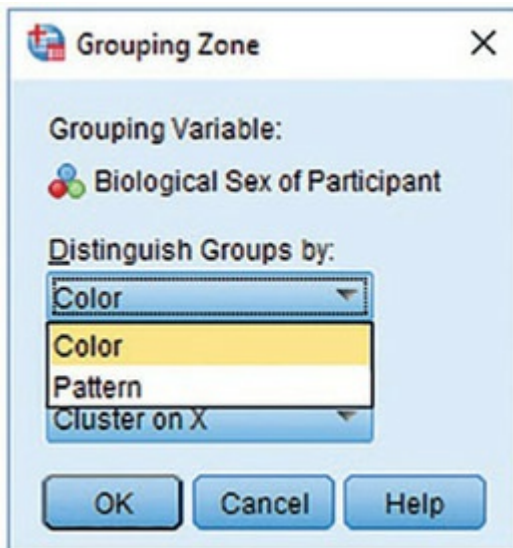 Grouping Zone
Grouping Variable:
Biological Sex of Participant
Distinguish Groups by:
Color
Color
Pattern
Cluster on X
OK Cancel Help